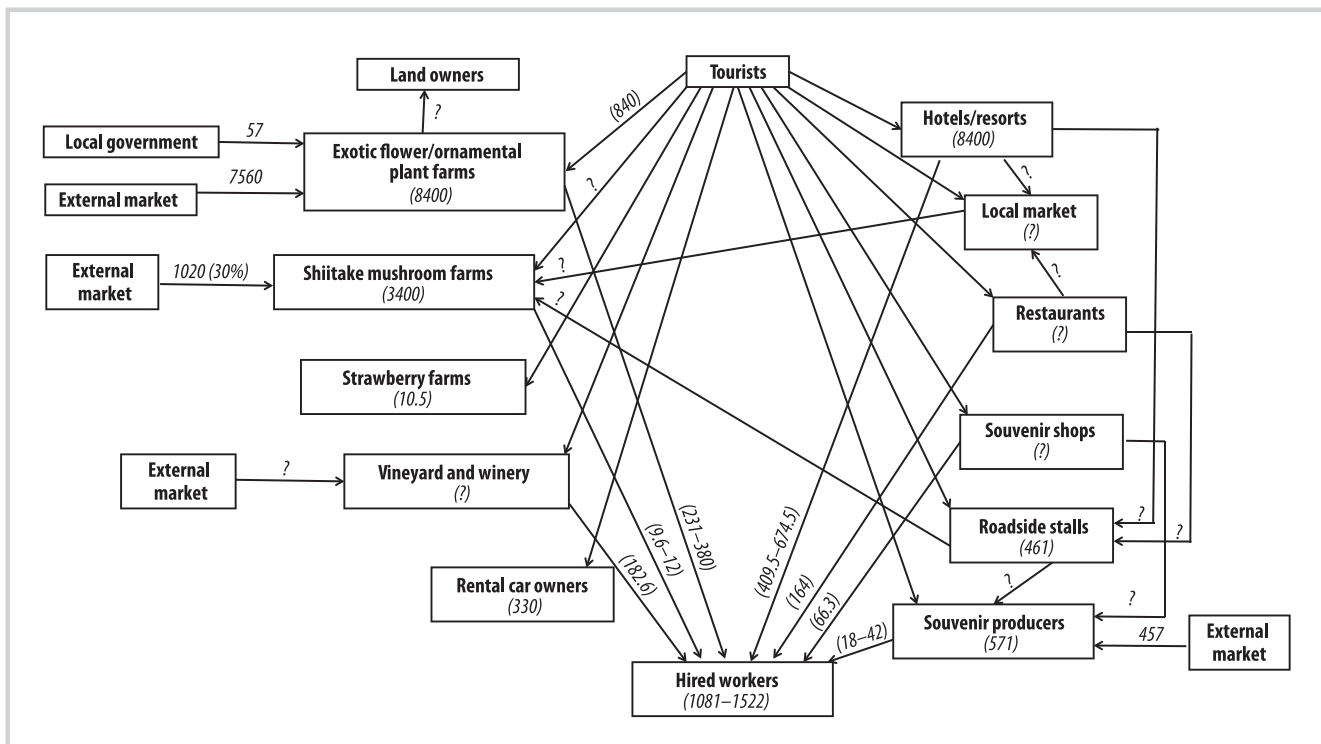 Tourists
Land owners
?
(840)
Hotels/resorts
(8400)
Local government
57
Exotic flower/ornamental
plant farms
(8400)
?
?
External market
7560
Local market
(?)
External
market
1020 (30%)
Shiitake mushroom farms
(3400)
?
?
?
Restaurants
(?)
Strawberry farms
(10.5)
Souvenir shops
(?)
External
market
?
Vineyard and winery
(?)
Roadside stalls
(461)
?
?
(182.6)
(9.6–12)
(231–380)
(409.5–674.5)
(164)
(66.3)
Rental car owners
(330)
?
?
Souvenir producers
(571)
457
External
market
(18–42)
Hired workers
(1081–1522)